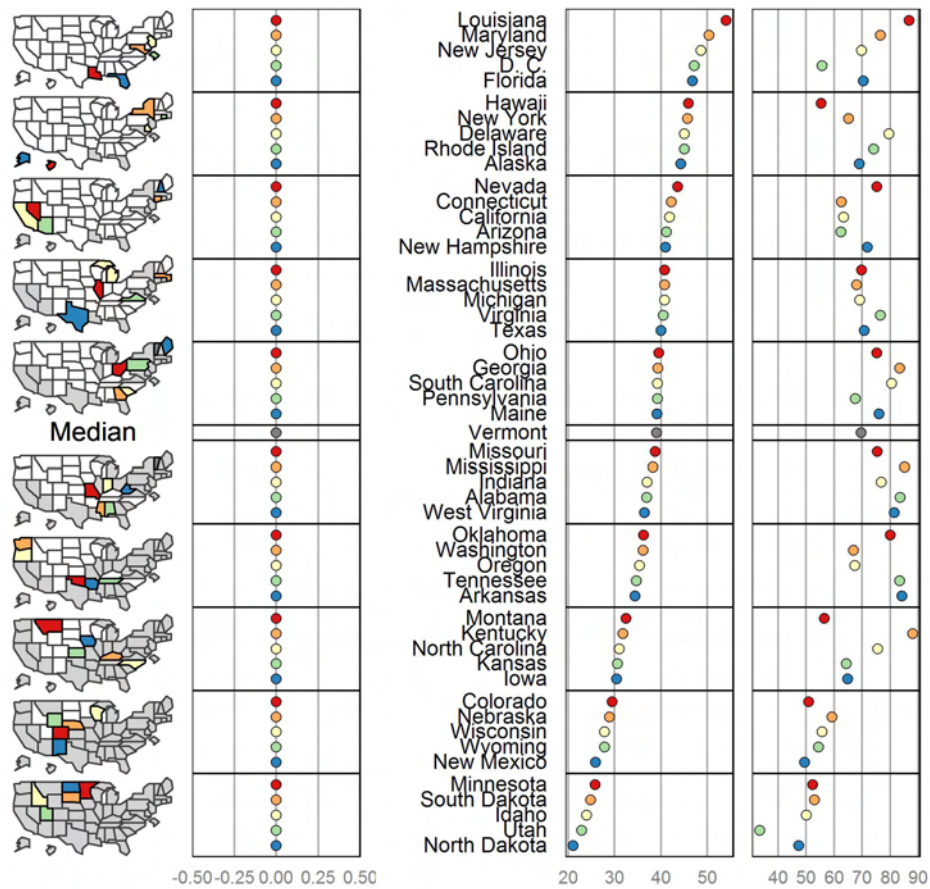 Louisiana
Maryland
New Jersey
D. C.
Florida
Hawaii
New York
Delaware
Rhode Island
Alaska
Nevada
Connecticut
California
Arizona
New Hampshire
Illinois
Massachusetts
Michigan
Virginia
Texas
Ohio
Georgia
South Carolina
Pennsylvania
Maine
Median Vermont
Missouri
Mississippi
Indiana
Alabama
West Virginia
Oklahoma
Washington
Oregon
Tennessee
Arkansas
Montana
Kentucky
North Carolina
Kansas
Iowa
Colorado
Nebraska
Wisconsin
Wyoming
New Mexico
Minnesota
South Dakota
Idaho
Utah
North Dakota
-0.50 -0.25 0.00 0.25 0.50 20 30 40 50 40 50 60 70 80 90